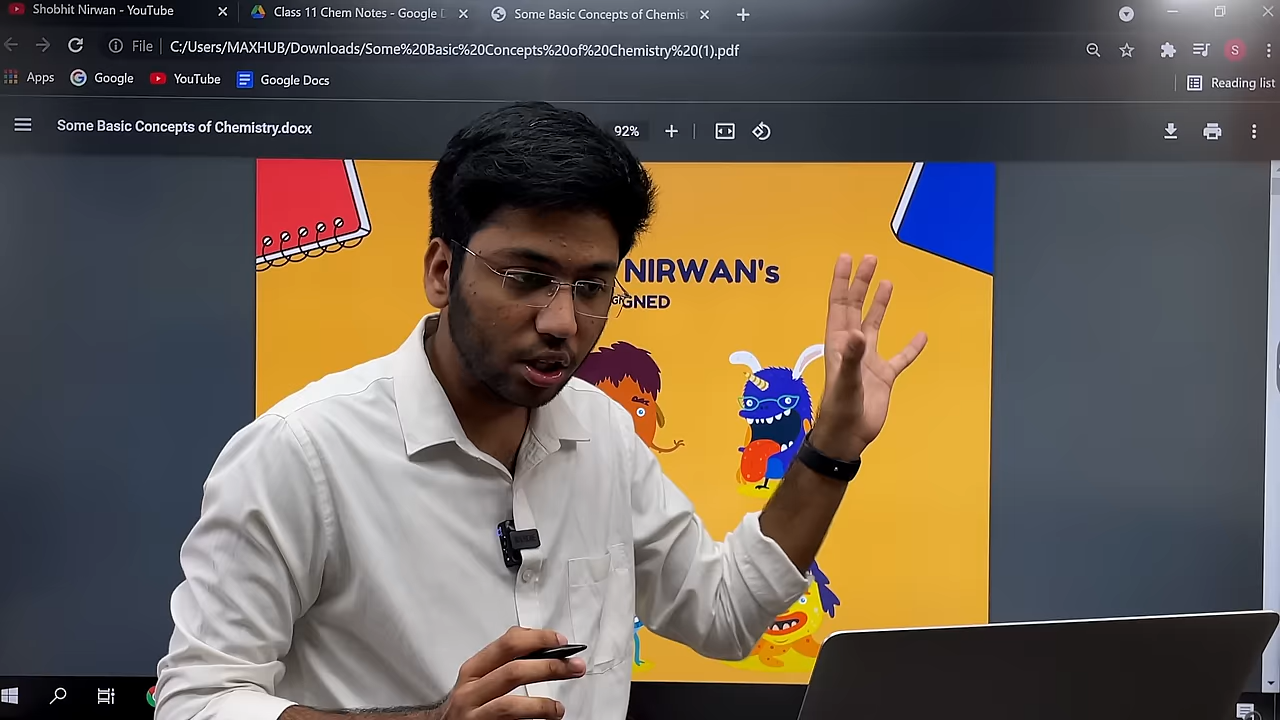 Shobhit Nirwan - YouTube
Class 11 Chem Notes - Google D
Some Basic Concepts of Chemist
File
C:/Users/MAXHUB/Downloads/Some%20Basic%20Concepts%20of%20Chemistry%20(1).pdf
S
Apps
Google
YouTube
Google Docs
Reading list
Some Basic Concepts of Chemistry.docx
92%
NIRWAN's
GNED